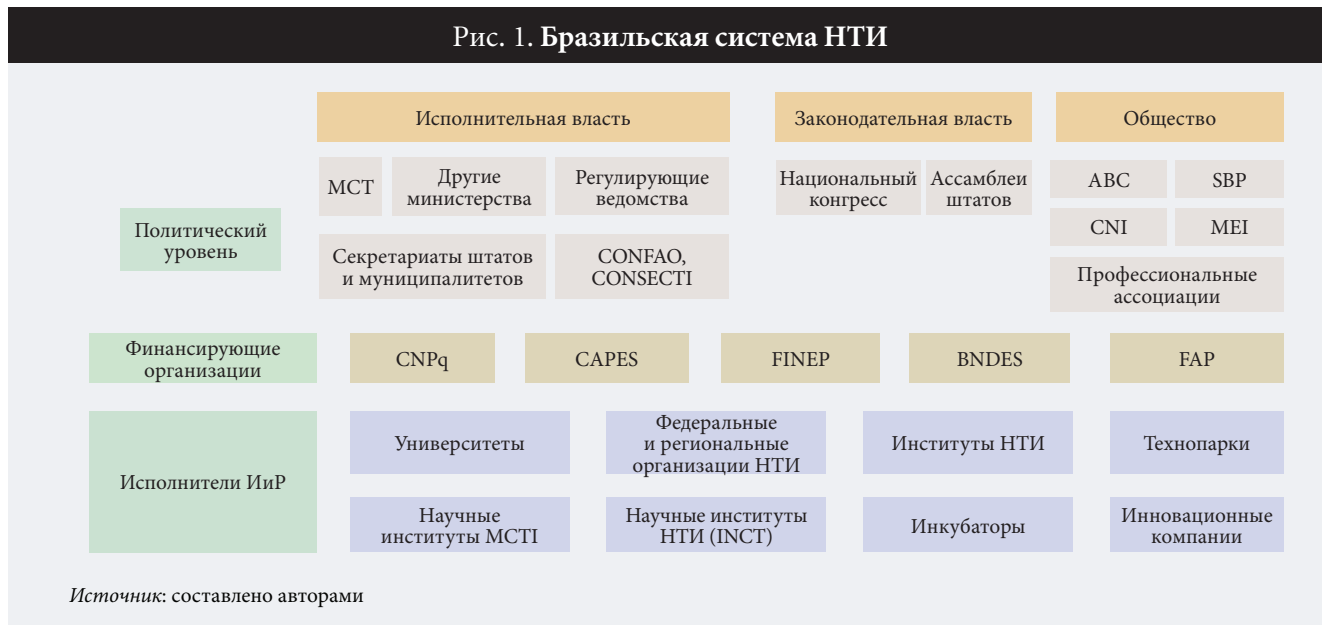 Рис. 1. Бразильская система НТИ
Исполнительная власть
Законодательная власть
Общество
Политический
уровень
МСТ
Другие
министерства
Регулирующие
ведомства
Национальный
конгресс
Ассамблеи
штатов
ABC
SBP
CNI
MEI
Секретариаты штатов
и муниципалитетов
CONFAO,
CONSECTI
Профессиональные
ассоциации
Финансирующие
организации
CNPq
CAPES
FINEP
BNDES
FAP
Исполнители ИиР
Университеты
Федеральные
и региональные
организации НТИ
Институты НТИ
Технопарки
Научные
институты MCTI
Научные институты
НТИ (INCT)
Инкубаторы
Инновационные
компании
Источник: составлено авторами